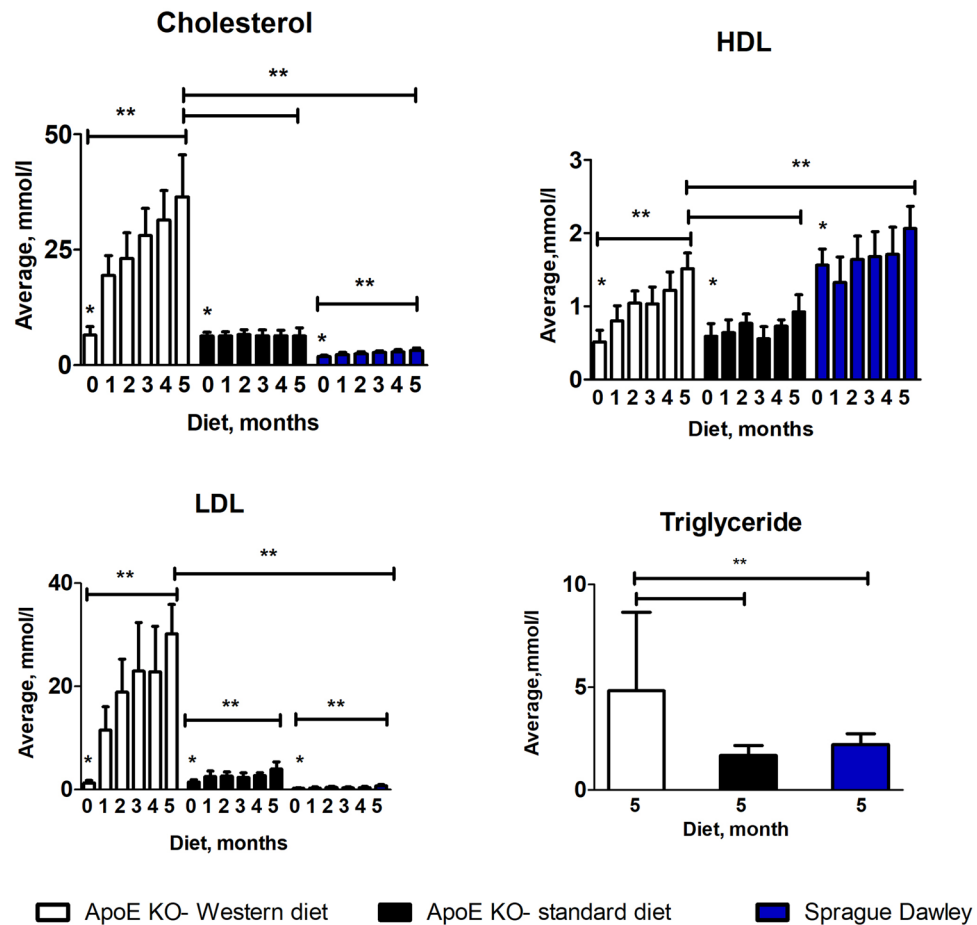 Cholesterol
**
**
50
25
0
Average, mmol/l
*
*
*
**
0 1 2 3 4 5 0 1 2 3 4 5 0 1 2 3 4 5
Diet, months
HDL
3
2
1
0
Average,mmol/l
**
**
*
*
*
0 1 2 3 4 5 0 1 2 3 4 5 0 1 2 3 4 5
Diet, months
LDL
40
20
0
Average, mmol/l
**
**
**
**
*
*
*
0 1 2 3 4 5 0 1 2 3 4 5 0 1 2 3 4 5
Diet, months
Triglyceride
10
5
0
Average,mmol/l
**
5 5 5
Diet, month
ApoE KO- Western diet ApoE KO- standard diet Sprague Dawley